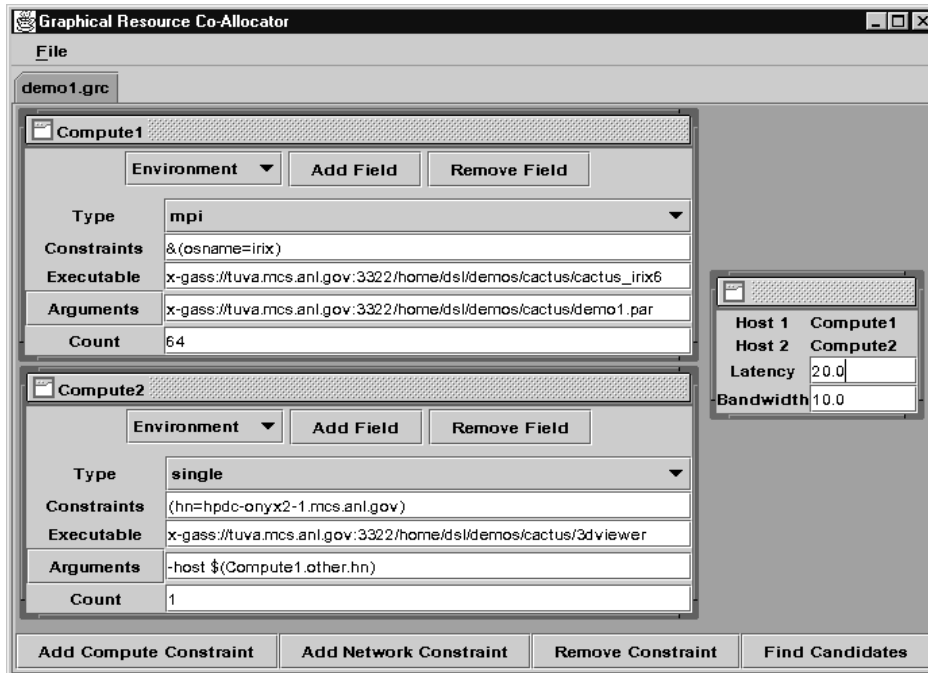 Graphical Resource Co-Allocator
File
demo1.grc
Compute1
Environment Add Field Remove Field
Type mpi
Constraints &(osname=irix)
Executable x-gass://tuva.mcs.anl.gov:3322/home/dsl/demos/cactus/cactus_irix6
Arguments x-gass://tuva.mcs.anl.gov:3322/home/dsl/demos/cactus/demo1.par
Count 64
Compute2
Environment Add Field Remove Field
Type single
Constraints (hn=hpdc-onyx2-1.mcs.anl.gov)
Executable x-gass://tuva.mcs.anl.gov:3322/home/dsl/demos/cactus/3dviewer
Arguments -host $(Compute1.other.hn)
Count 1
Host 1 Compute1
Host 2 Compute2
Latency 20.0
Bandwidth 10.0
Add Compute Constraint Add Network Constraint Remove Constraint Find Candidates